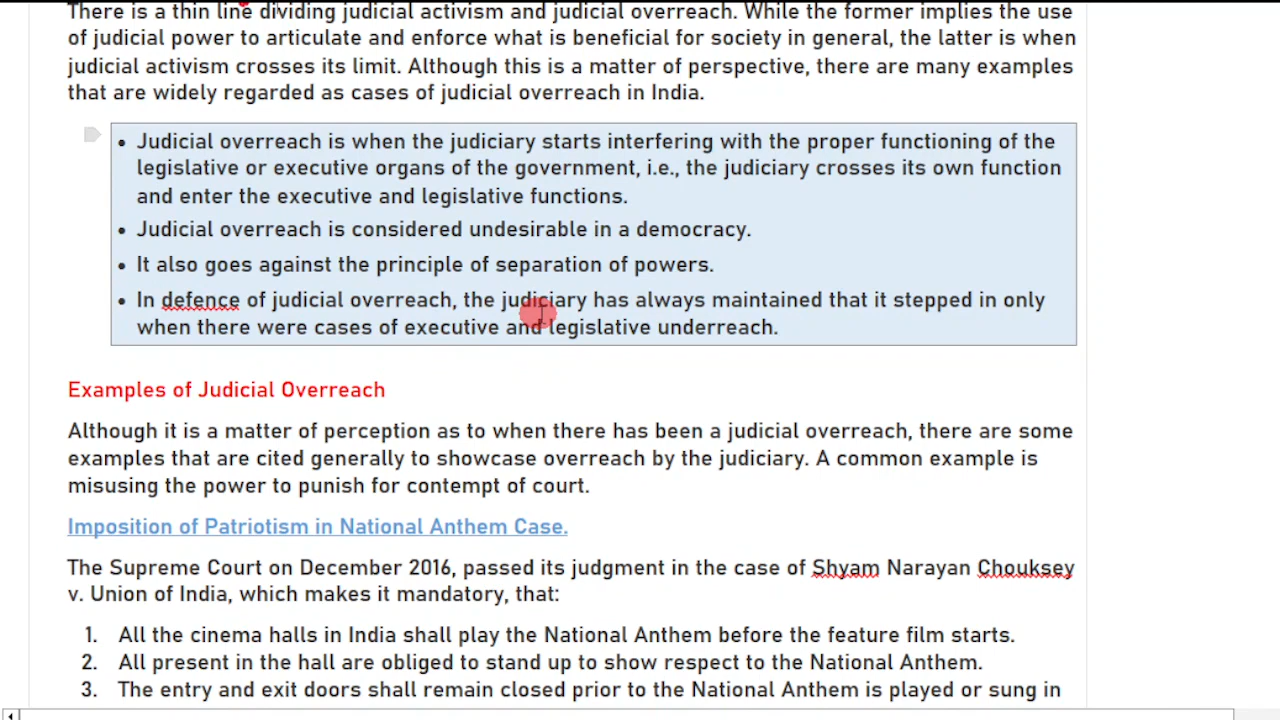 There is a thin line dividing judicial activism and judicial overreach. While the former implies the use
of judicial power to articulate and enforce what is beneficial for society in general, the latter is when
judicial activism crosses its limit. Although this is a matter of perspective, there are many examples
that are widely regarded as cases of judicial overreach in India.
• Judicial overreach is when the judiciary starts interfering with the proper functioning of the
legislative or executive organs of the government, i.e., the judiciary crosses its own function
and enter the executive and legislative functions.
• Judicial overreach is considered undesirable in a democracy.
• It also goes against the principle of separation of powers.
• In defence of judicial overreach, the judiciary has always maintained that it stepped in only
when there were cases of executive and legislative underreach.
Examples of Judicial Overreach
Although it is a matter of perception as to when there has been a judicial overreach, there are some
examples that are cited generally to showcase overreach by the judiciary. A common example is
misusing the power to punish for contempt of court.
Imposition of Patriotism in National Anthem Case.
The Supreme Court on December 2016, passed its judgment in the case of Shyam Narayan Chouksey
v. Union of India, which makes it mandatory, that:
1. All the cinema halls in India shall play the National Anthem before the feature film starts.
2. All present in the hall are obliged to stand up to show respect to the National Anthem.
3. The entry and exit doors shall remain closed prior to the National Anthem is played or sung in